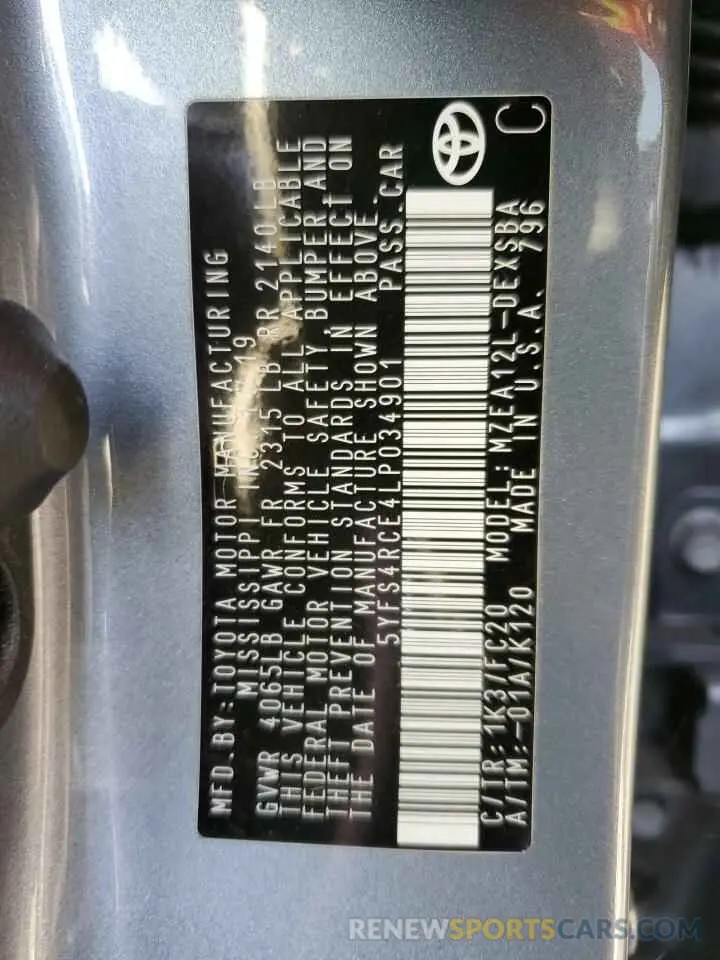 MFD.BY:TOYOTA MOTOR MANUFACTURING
MISSISSIPPI INC. 19
GVWR 4065LB GAWR FR 2315 LB RR 2140LB
THIS VEHICLE CONFORMS TO ALL APPLICABLE
FEDERAL MOTOR VEHICLE SAFETY, BUMPER AND
THEFT PREVENTION STANDARDS IN EFFECT ON
THE DATE OF MANUFACTURE SHOWN ABOVE.
5YFS4RCE4LP034901 PASS.CAR
C/TR:1K3/FC20 MODEL:MZEA12L-DEXSBA
A/TM:-01A/K120 MADE IN U.S.A. 796
C
RENEWSPORTSCARS.COM